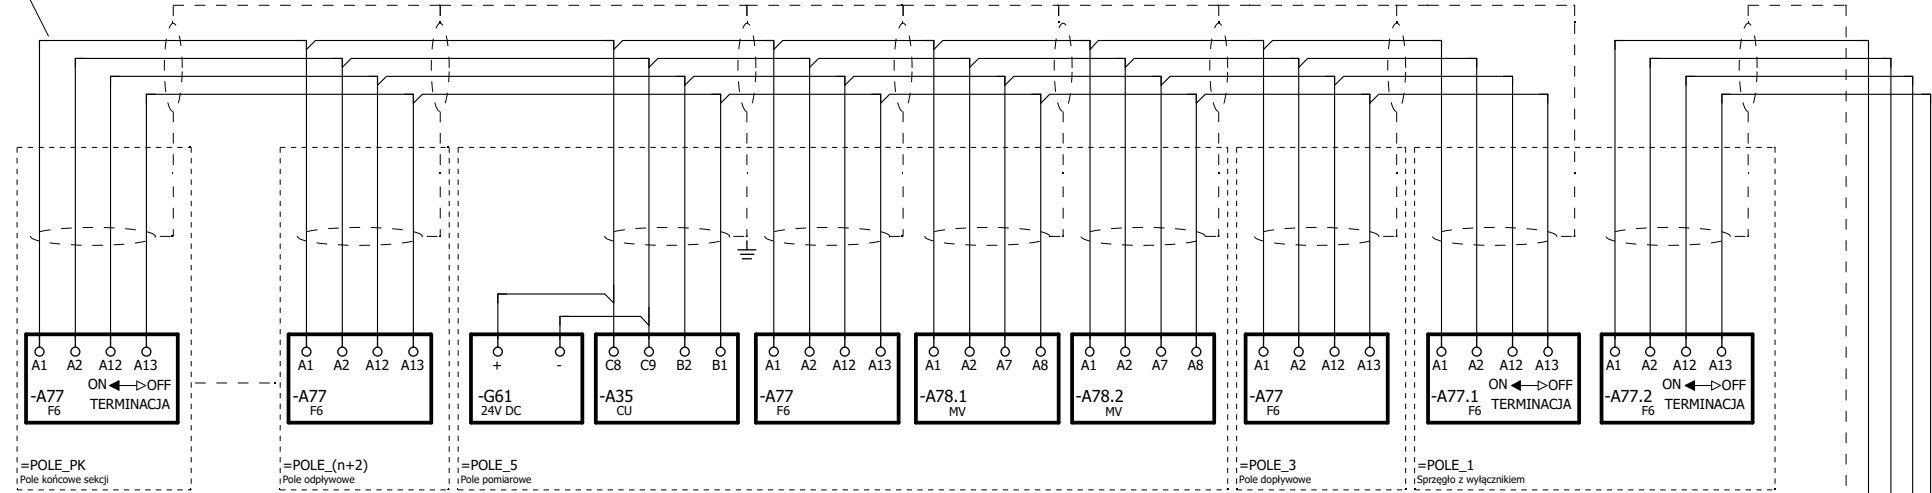 A1 A2 A12 A13
ON OFF
-A77
F6 TERMINACJA
=POLE_PK
Pole końcowe sekcji
A1 A2 A12 A13
-A77
F6
=POLE_(n+2)
Pole odpływowe
+ -
-G61
24V DC
C8 C9 B2 B1
-A35
CU
A1 A2 A12 A13
-A77
F6
A1 A2 A7 A8
-A78.1
MV
A1 A2 A7 A8
-A78.2
MV
=POLE_5
Pole pomiarowe
A1 A2 A12 A13
-A77
F6
=POLE_3
Pole dopływowe
A1 A2 A12 A13
ON OFF
-A77.1
F6 TERMINACJA
A1 A2 A12 A13
ON OFF
-A77.2
F6 TERMINACJA
=POLE_1
Sprzęgło z wyłącznikiem